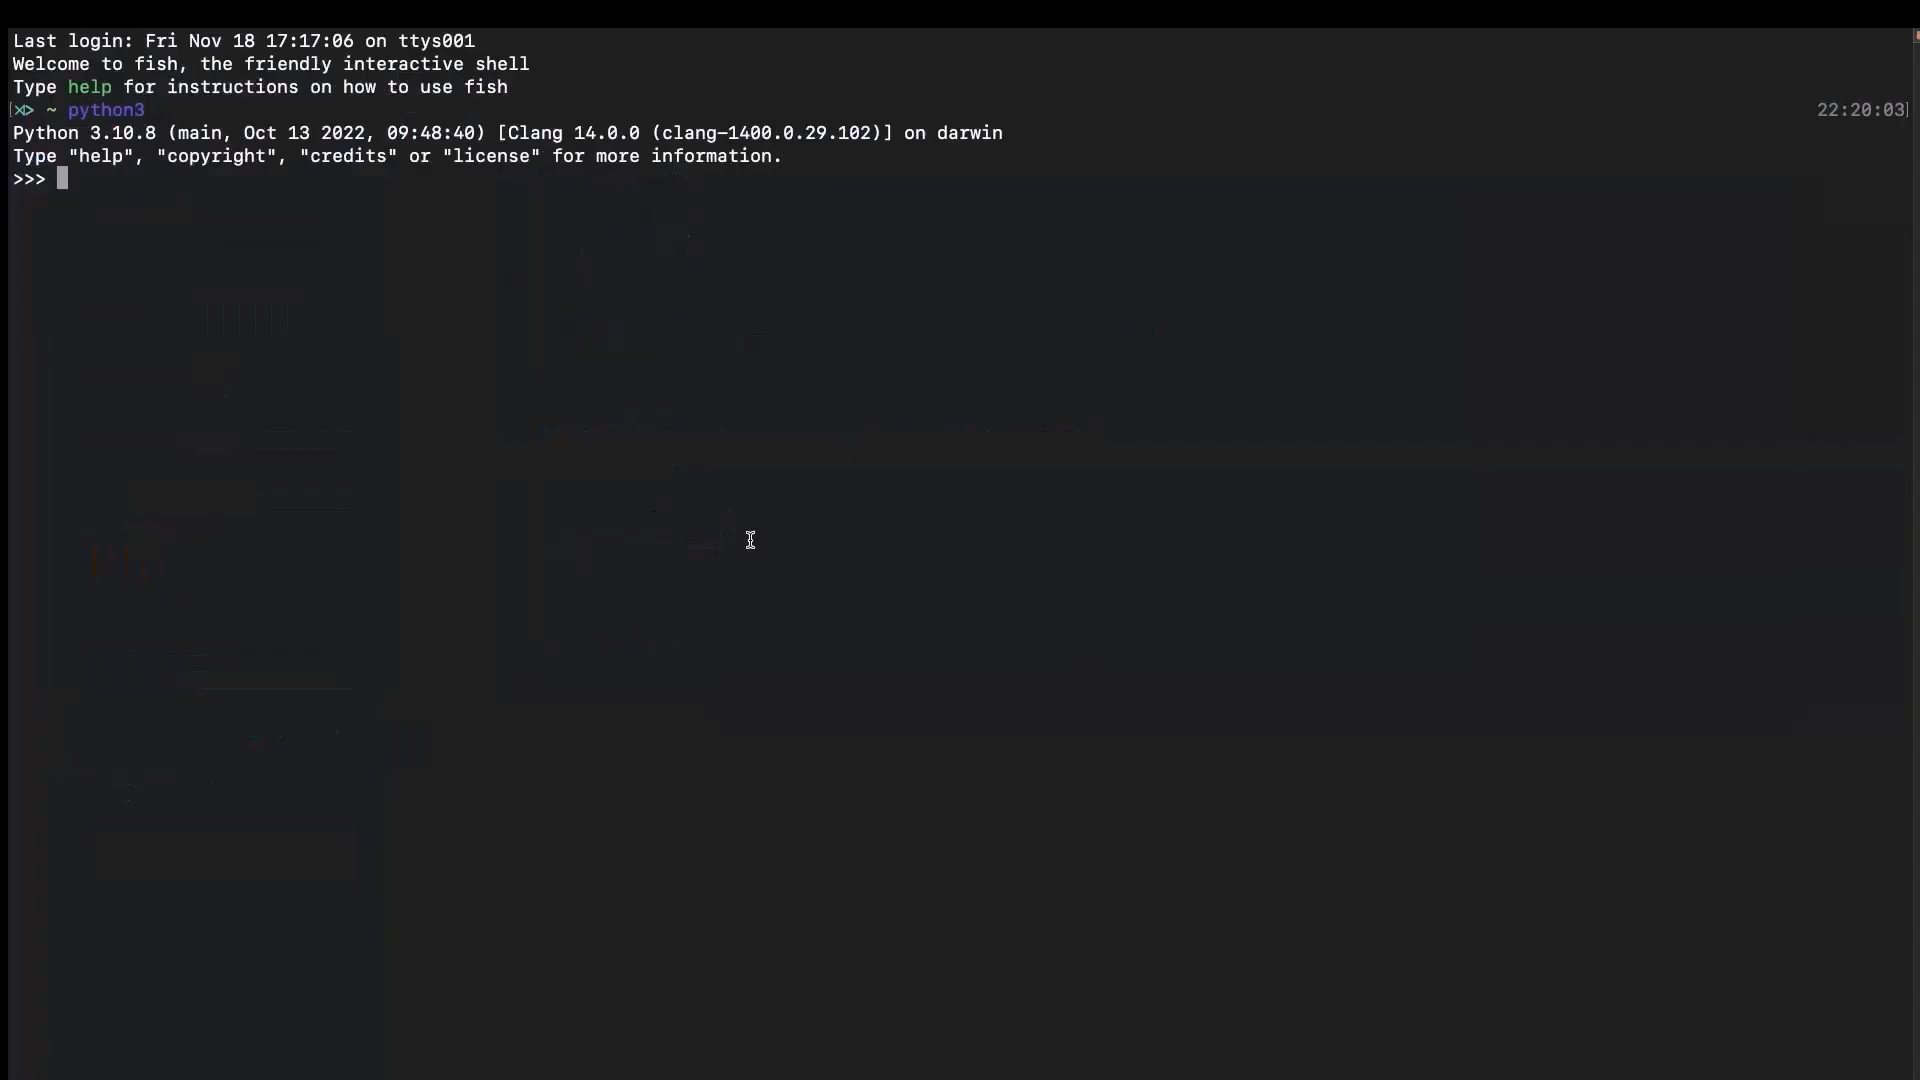 Last login: Fri Nov 18 17:17:06 on ttys001
Welcome to fish, the friendly interactive shell
Type help for instructions on how to use fish
[⋊> ~ python3 22:20:03]
Python 3.10.8 (main, Oct 13 2022, 09:48:40) [Clang 14.0.0 (clang-1400.0.29.102)] on darwin
Type "help", "copyright", "credits" or "license" for more information.
>>>